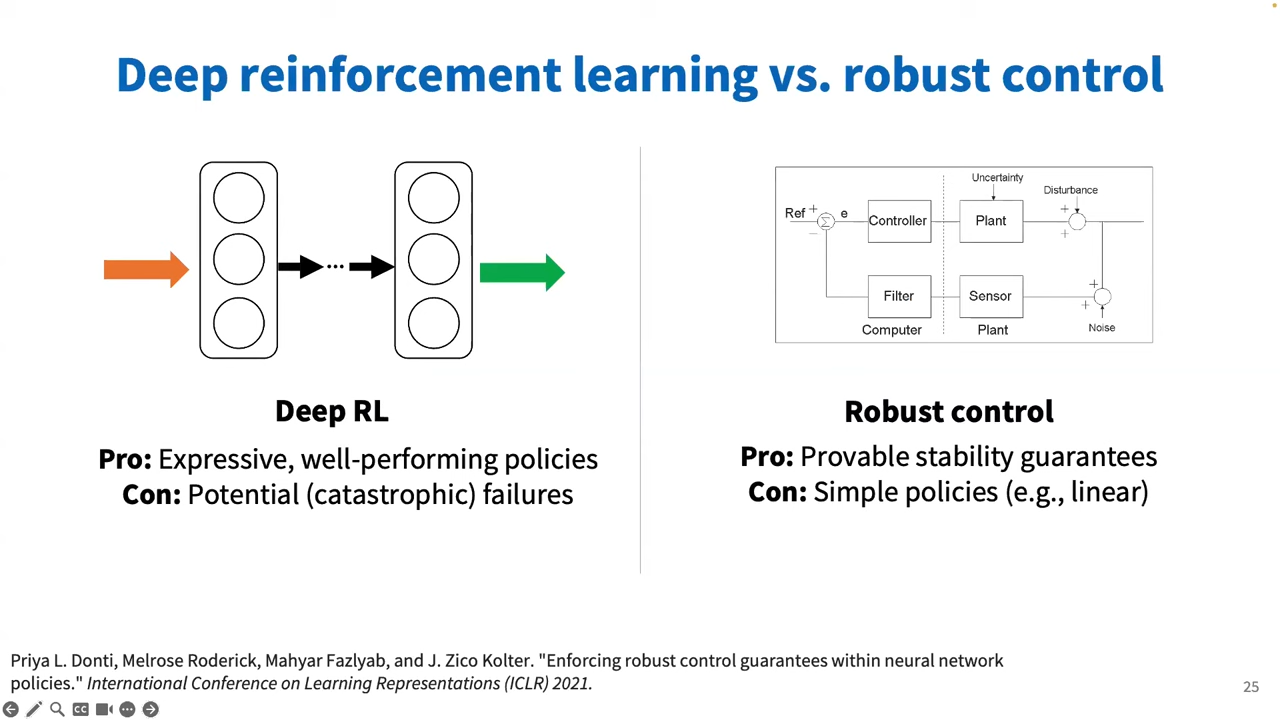 Deep reinforcement learning vs. robust control
Deep RL
Pro: Expressive, well-performing policies
Con: Potential (catastrophic) failures
Uncertainty
Disturbance
Ref + e Controller Plant +
Σ
− +
Filter Sensor + +
Computer Plant Noise
Robust control
Pro: Provable stability guarantees
Con: Simple policies (e.g., linear)
Priya L. Donti, Melrose Roderick, Mahyar Fazlyab, and J. Zico Kolter. "Enforcing robust control guarantees within neural network
policies." International Conference on Learning Representations (ICLR) 2021.
25
CC